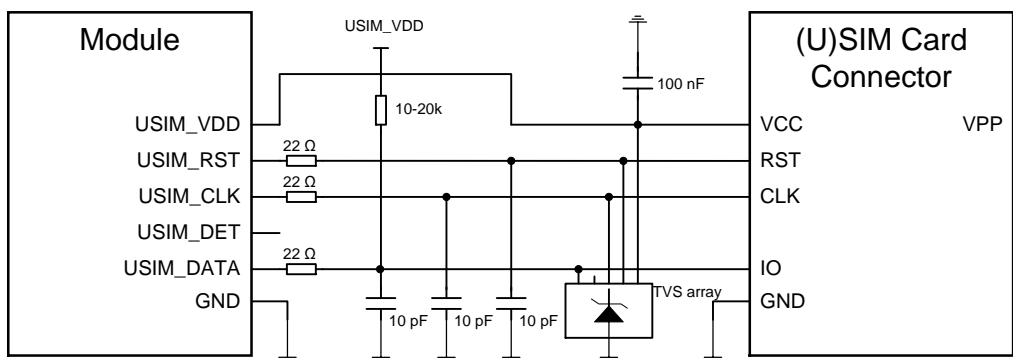 Module
USIM_VDD
(U)SIM Card
Connector
100 nF
10-20k
USIM_VDD
VCC
VPP
22 Ω
USIM_RST
RST
22 Ω
USIM_CLK
CLK
USIM_DET
22 Ω
USIM_DATA
IO
GND
10 pF
10 pF
10 pF
TVS array
GND